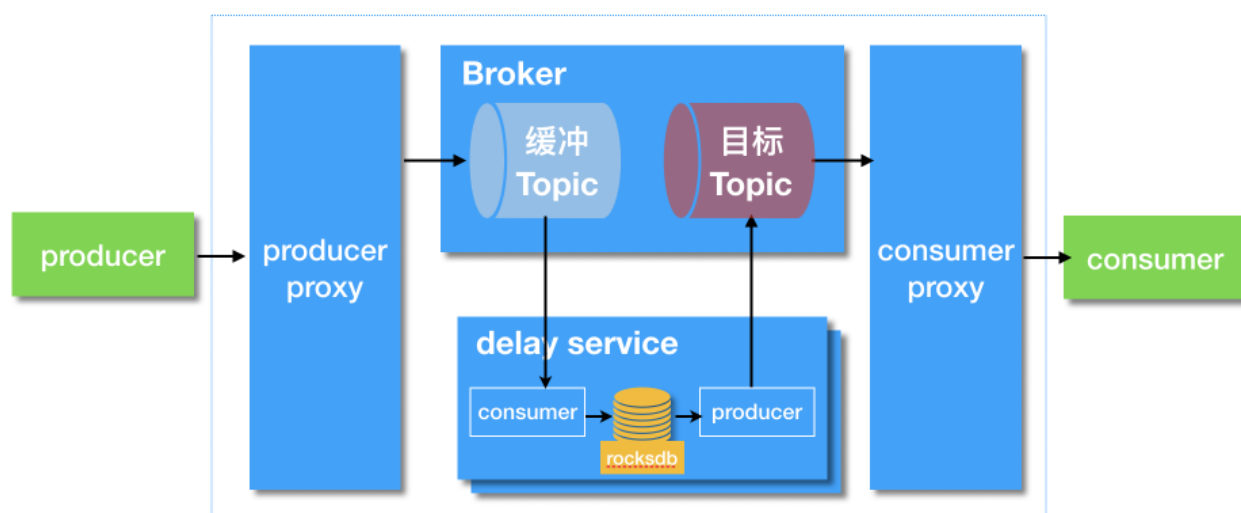 Broker
缓冲
Topic
目标
Topic
producer
producer
proxy
consumer
proxy
consumer
delay service
consumer
producer
rocksdb